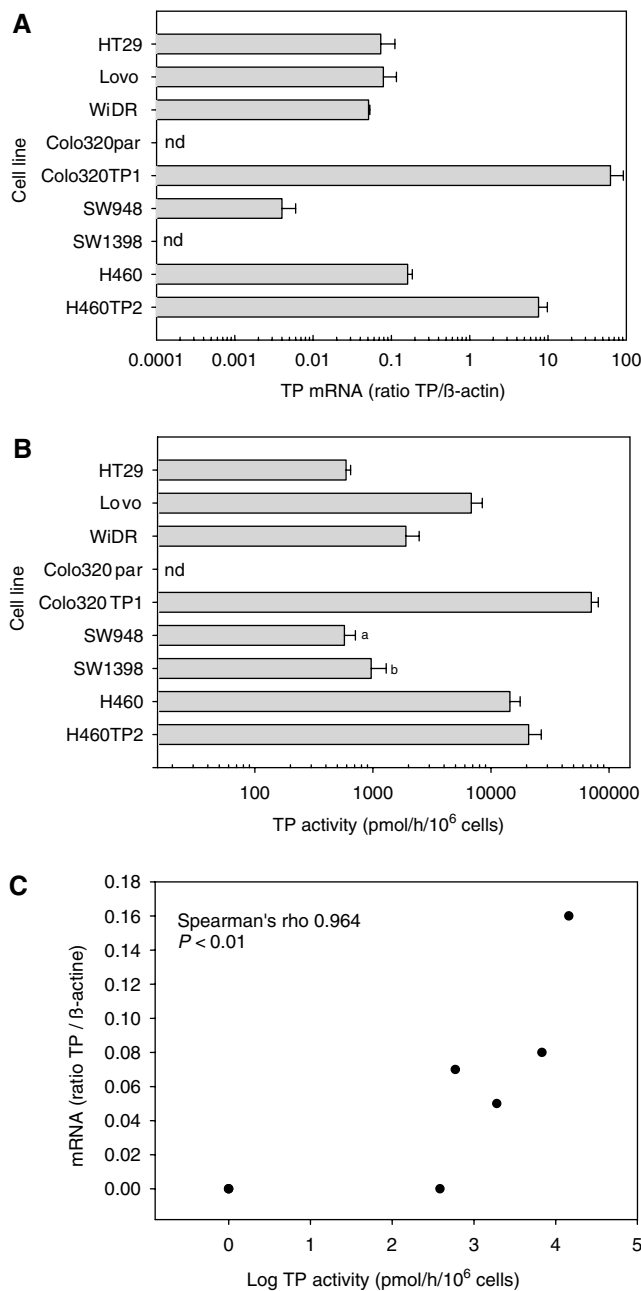 A
Cell line
HT29
Lovo
WiDR
Colo320par nd
Colo320TP1
SW948
SW1398 nd
H460
H460TP2
0.0001 0.001 0.01 0.1 1 10 100
TP mRNA (ratio TP/ß-actin)
B
Cell line
HT29
Lovo
WiDR
Colo320 par nd
Colo320 TP1
SW948 a
SW1398 b
H460
H460TP2
100 1000 10000 100000
TP activity (pmol/h/10⁶ cells)
C
mRNA (ratio TP / ß-actine)
0.18
0.16
0.14
0.12
0.10
0.08
0.06
0.04
0.02
0.00
Spearman's rho 0.964
P < 0.01
0 1 2 3 4 5
Log TP activity (pmol/h/10⁶ cells)